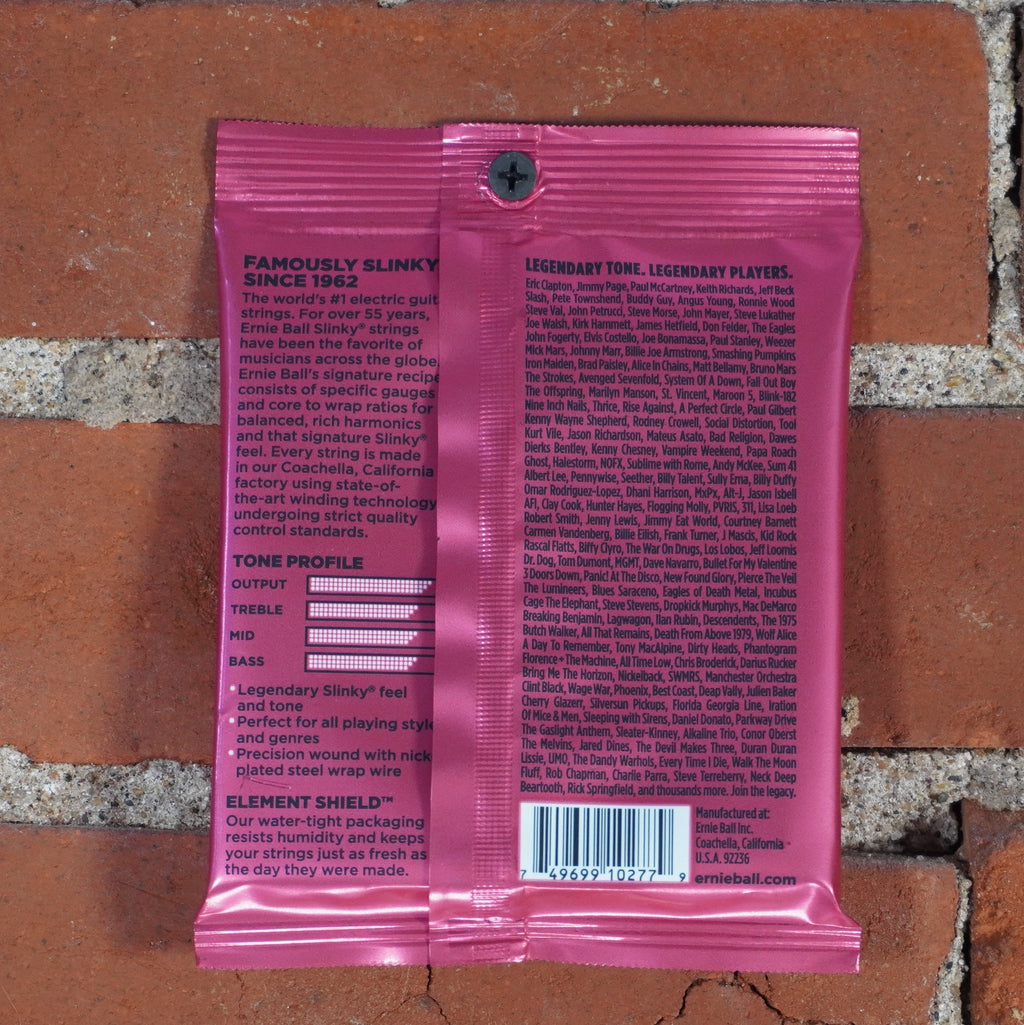 FAMOUSLY SLINKY
SINCE 1962
The world's #1 electric guit
strings. For over 55 years,
Ernie Ball Slinky® strings
have been the favorite of
musicians across the globe.
Ernie Ball's signature recipe
consists of specific gauges
and core to wrap ratios for
balanced, rich harmonics
and that signature Slinky®
feel. Every string is made
in our Coachella, California
factory using state-of-
the-art winding technology
undergoing strict quality
control standards.
TONE PROFILE
OUTPUT
TREBLE
MID
BASS
•Legendary Slinky® feel
and tone
•Perfect for all playing style
and genres
•Precision wound with nick
plated steel wrap wire
ELEMENT SHIELD™
Our water-tight packaging
resists humidity and keeps
your strings just as fresh as
the day they were made.
LEGENDARY TONE. LEGENDARY PLAYERS.
Eric Clapton, Jimmy Page, Paul McCartney, Keith Richards, Jeff Beck
Slash, Pete Townshend, Buddy Guy, Angus Young, Ronnie Wood
Steve Vai, John Petrucci, Steve Morse, John Mayer, Steve Lukather
Joe Walsh, Kirk Hammett, James Hetfield, Don Felder, The Eagles
John Fogerty, Elvis Costello, Joe Bonamassa, Paul Stanley, Weezer
Mick Mars, Johnny Marr, Billie Joe Armstrong, Smashing Pumpkins
Iron Maiden, Brad Paisley, Alice In Chains, Matt Bellamy, Bruno Mars
The Strokes, Avenged Sevenfold, System Of A Down, Fall Out Boy
The Offspring, Marilyn Manson, St. Vincent, Maroon 5, Blink-182
Nine Inch Nails, Thrice, Rise Against, A Perfect Circle, Paul Gilbert
Kenny Wayne Shepherd, Rodney Crowell, Social Distortion, Tool
Kurt Vile, Jason Richardson, Mateus Asato, Bad Religion, Dawes
Dierks Bentley, Kenny Chesney, Vampire Weekend, Papa Roach
Ghost, Halestorm, NOFX, Sublime with Rome, Andy McKee, Sum 41
Albert Lee, Pennywise, Seether, Billy Talent, Sully Erna, Billy Duffy
Omar Rodriguez-Lopez, Dhani Harrison, MxPx, Alt-J, Jason Isbell
AFI, Clay Cook, Hunter Hayes, Flogging Molly, PVRIS, 311, Lisa Loeb
Robert Smith, Jenny Lewis, Jimmy Eat World, Courtney Barnett
Carmen Vandenberg, Billie Eilish, Frank Turner, J Mascis, Kid Rock
Rascal Flatts, Biffy Clyro, The War On Drugs, Los Lobos, Jeff Loomis
Dr. Dog, Tom Dumont, MGMT, Dave Navarro, Bullet For My Valentine
3 Doors Down, Panic! At The Disco, New Found Glory, Pierce The Veil
The Lumineers, Blues Saraceno, Eagles of Death Metal, Incubus
Cage The Elephant, Steve Stevens, Dropkick Murphys, Mac DeMarco
Breaking Benjamin, Lagwagon, Ilan Rubin, Descendents, The 1975
Butch Walker, All That Remains, Death From Above 1979, Wolf Alice
A Day To Remember, Tony MacAlpine, Dirty Heads, Phantogram
Florence + The Machine, All Time Low, Chris Broderick, Darius Rucker
Bring Me The Horizon, Nickelback, SWMRS, Manchester Orchestra
Clint Black, Wage War, Phoenix, Best Coast, Deap Vally, Julien Baker
Cherry Glazerr, Silversun Pickups, Florida Georgia Line, Iration
Of Mice & Men, Sleeping with Sirens, Daniel Donato, Parkway Drive
The Gaslight Anthem, Sleater-Kinney, Alkaline Trio, Conor Oberst
The Melvins, Jared Dines, The Devil Makes Three, Duran Duran
Lissie, UMO, The Dandy Warhols, Every Time I Die, Walk The Moon
Fluff, Rob Chapman, Charlie Parra, Steve Terreberry, Neck Deep
Beartooth, Rick Springfield, and thousands more. Join the legacy.
7 49699 10277 9
Manufactured at:
Ernie Ball Inc.
Coachella, California
U.S.A. 92236
ernieball.com